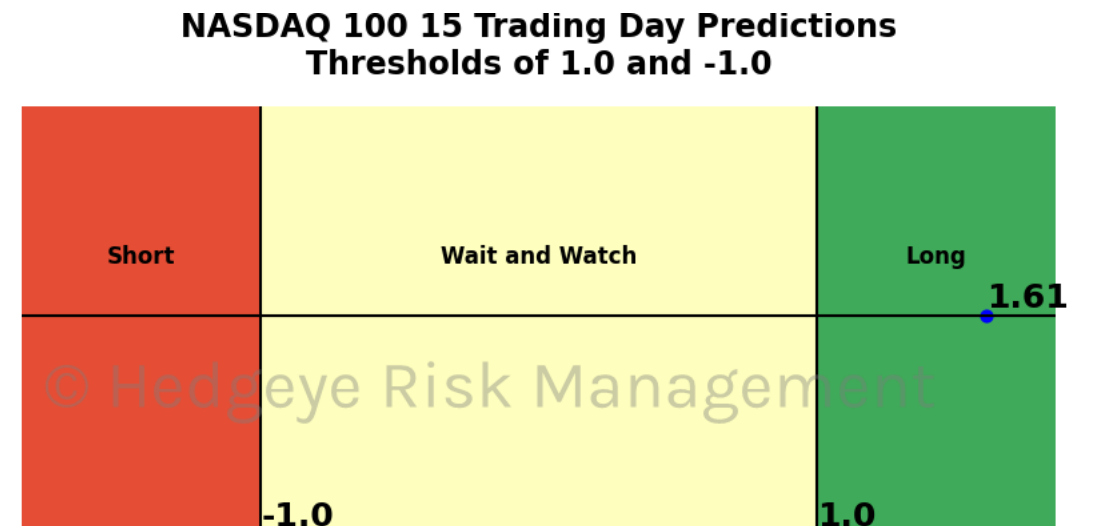 NASDAQ 100 15 Trading Day Predictions
Thresholds of 1.0 and -1.0
Short
Wait and Watch
Long
1.61
© Hedgeye Risk Management
-1.0
1.0